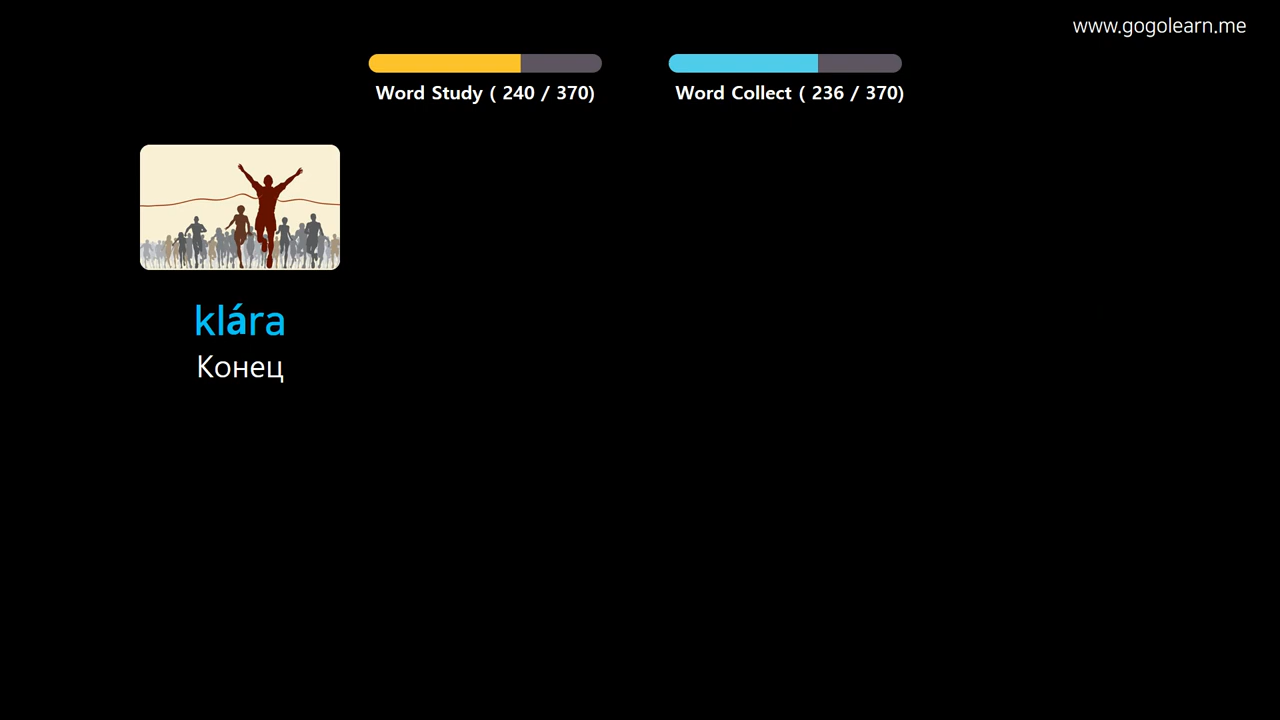 www.gogolearn.me
Word Study ( 240 / 370)
Word Collect ( 236 / 370)
klára
Конец